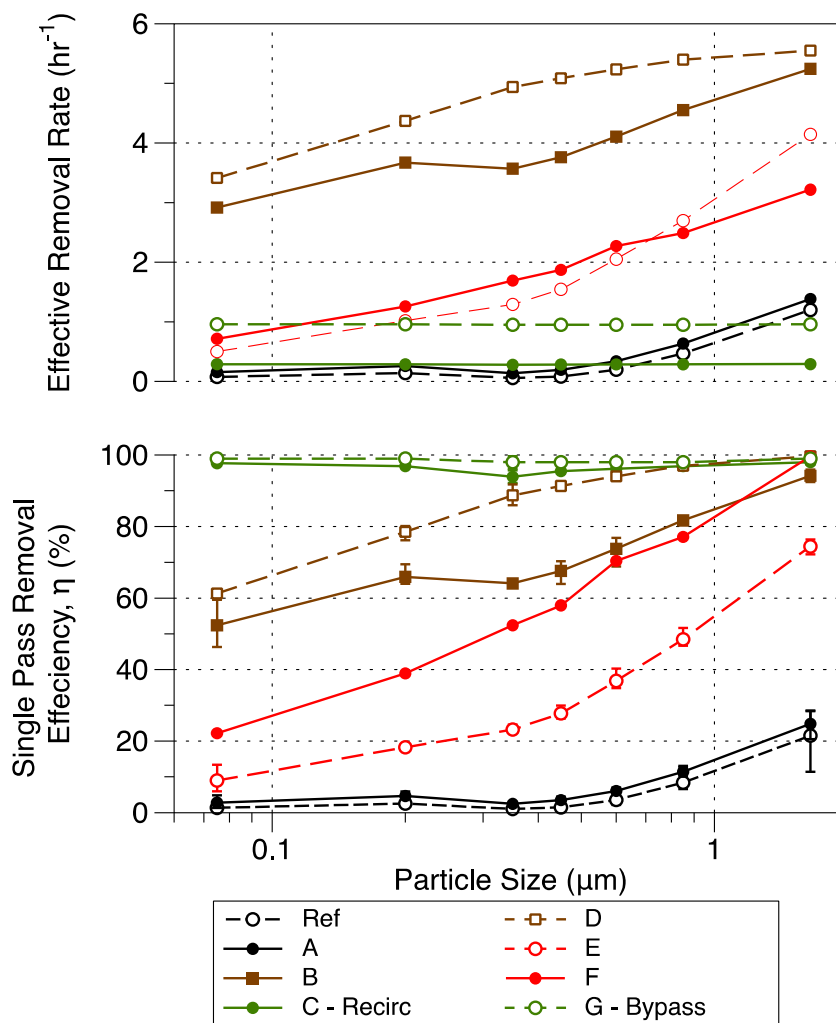 Effective Removal Rate (hr⁻¹)
6
4
2
0
Single Pass Removal
Effeciency, η (%)
100
80
60
40
20
0
0.1 1
Particle Size (μm)
Ref D
A E
B F
C - Recirc G - Bypass